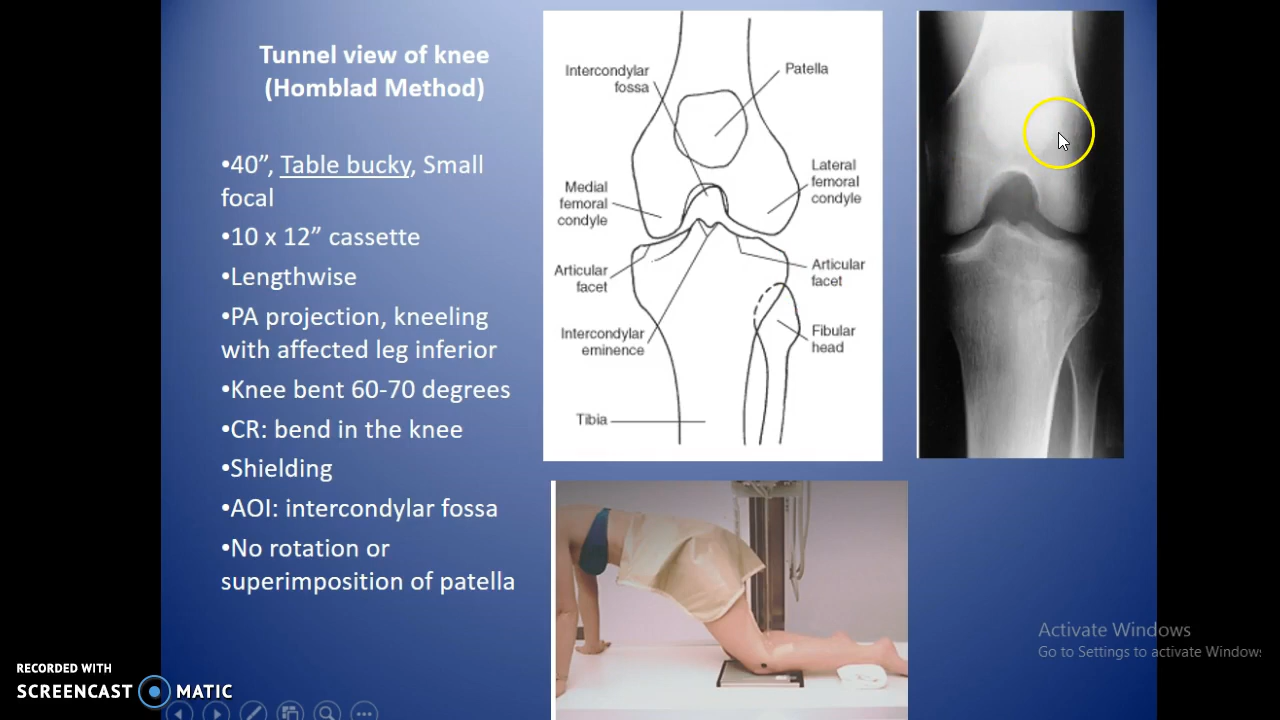 Tunnel view of knee
(Homblad Method)
•40”, Table bucky, Small
focal
•10 x 12” cassette
•Lengthwise
•PA projection, kneeling
with affected leg inferior
•Knee bent 60-70 degrees
•CR: bend in the knee
•Shielding
•AOI: intercondylar fossa
•No rotation or
superimposition of patella
Intercondylar
fossa
Patella
Medial
femoral
condyle
Lateral
femoral
condyle
Articular
facet
Articular
facet
Intercondylar
eminence
Fibular
head
Tibia
Activate Windows
Go to Settings to activate Windows
RECORDED WITH
SCREENCAST MATIC